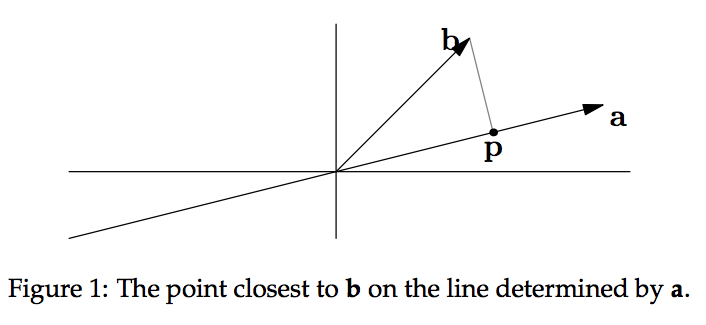 b
a
p
Figure 1: The point closest to b on the line determined by a.